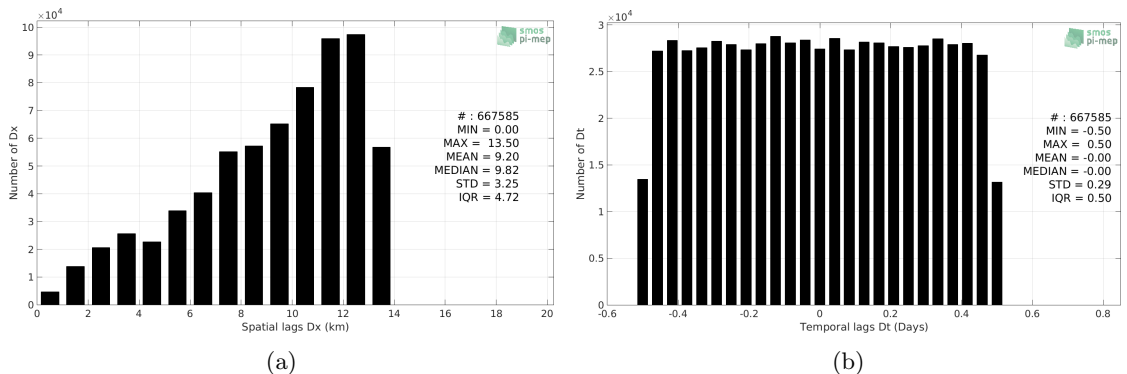 ×10⁴
10
9
8
7
6
5
4
3
2
1
0
Number of Dx
0 2 4 6 8 10 12 14 16 18 20
Spatial lags Dx (km)
smos
pi-mep
# : 667585
MIN = 0.00
MAX = 13.50
MEAN = 9.20
MEDIAN = 9.82
STD = 3.25
IQR = 4.72
(a)
×10⁴
3
2.5
2
1.5
1
0.5
0
Number of Dt
-0.6 -0.4 -0.2 0 0.2 0.4 0.6 0.8
Temporal lags Dt (Days)
smos
pi-mep
# : 667585
MIN = -0.50
MAX = 0.50
MEAN = -0.00
MEDIAN = -0.00
STD = 0.29
IQR = 0.50
(b)